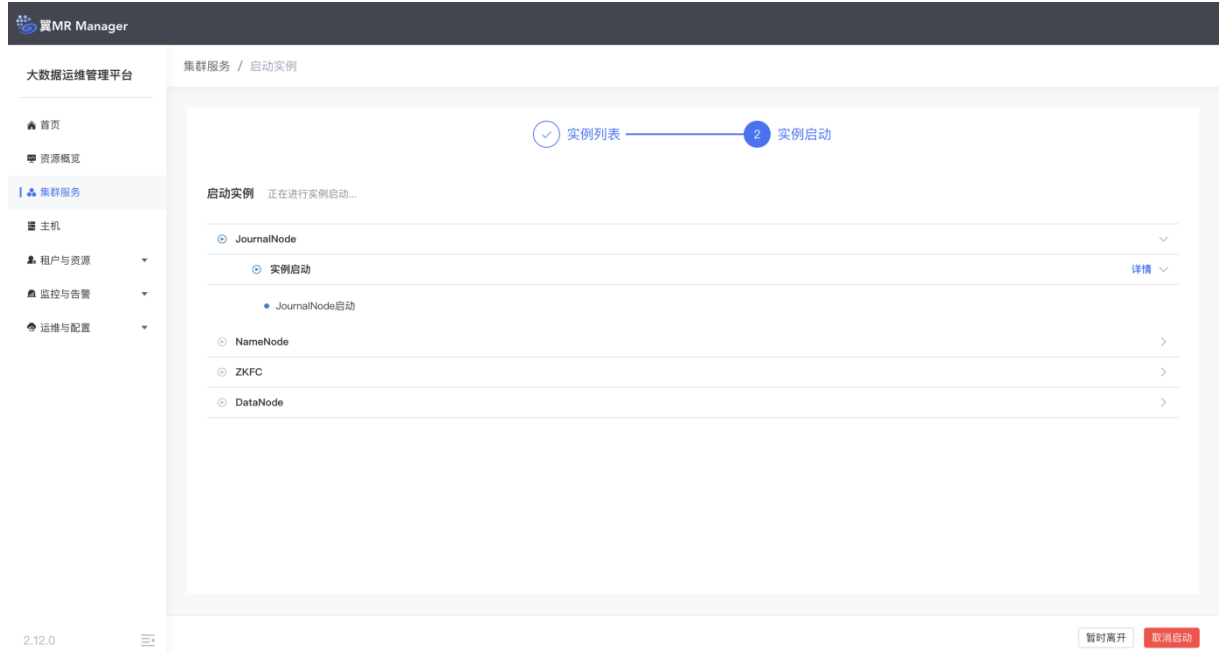 翼MR Manager
大数据运维管理平台
集群服务 / 启动实例
首页
资源概览
集群服务
主机
租户与资源
监控与告警
运维与配置
实例列表
2 实例启动
启动实例 正在进行实例启动...
JournalNode
实例启动 详情
JournalNode启动
NameNode
ZKFC
DataNode
2.12.0
暂时离开 取消启动